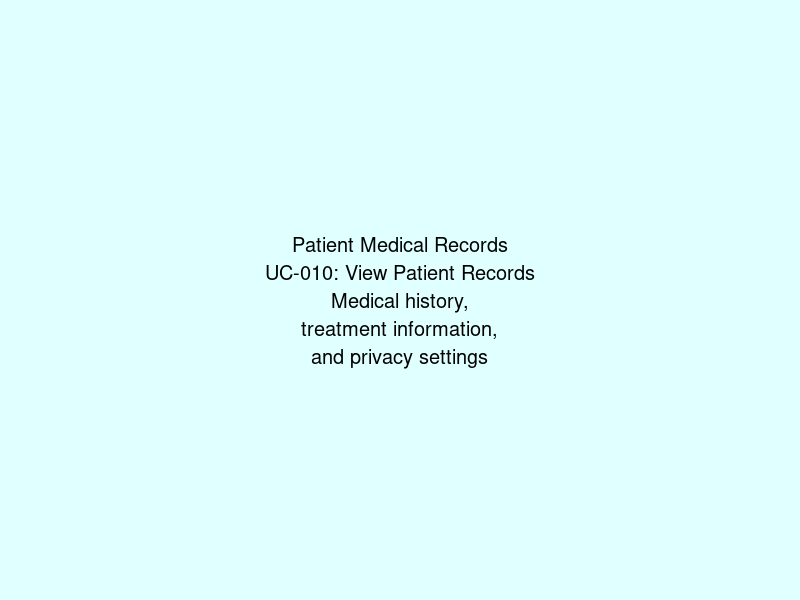 Patient Medical Records
UC-010: View Patient Records
Medical history,
treatment information,
and privacy settings